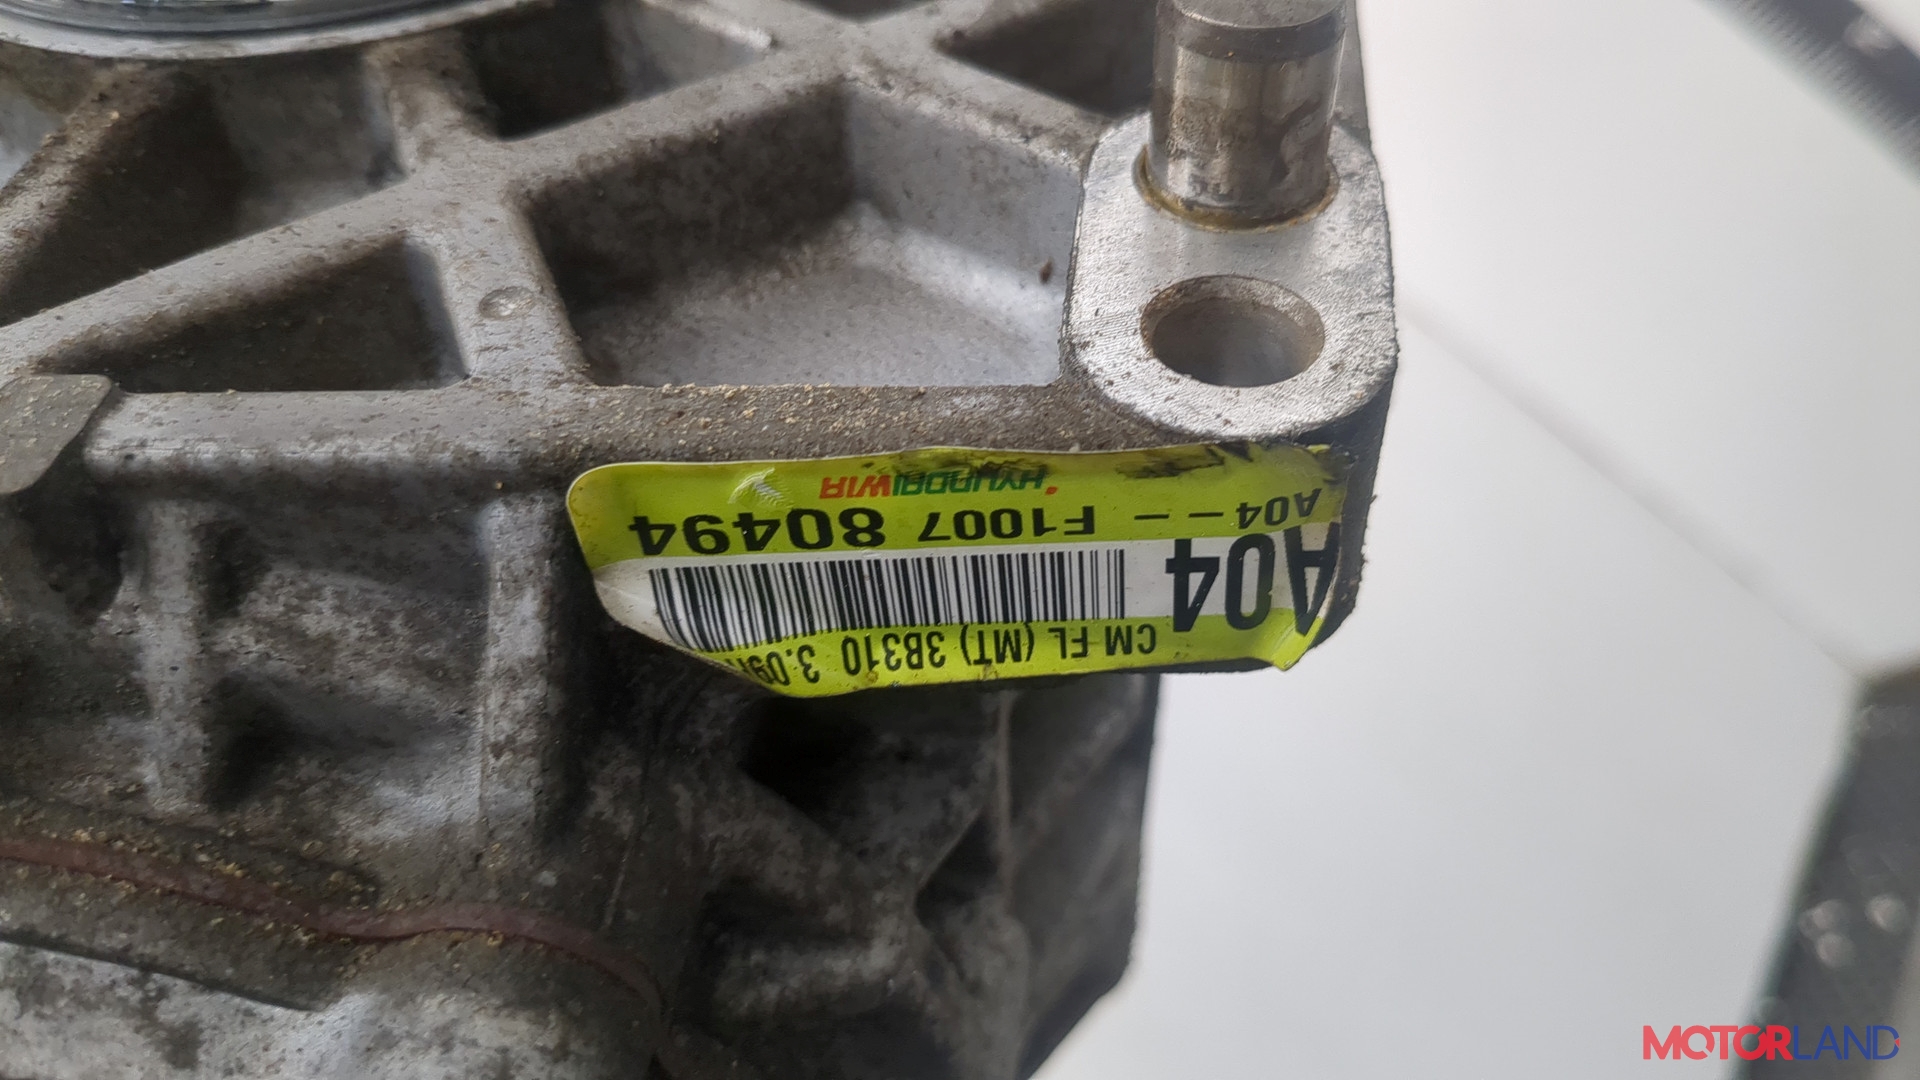 A04
CM FL (MT) 3B310 3.09
A04-- - - F1007 80494
HYUNDAI WIA
MOTORLAND